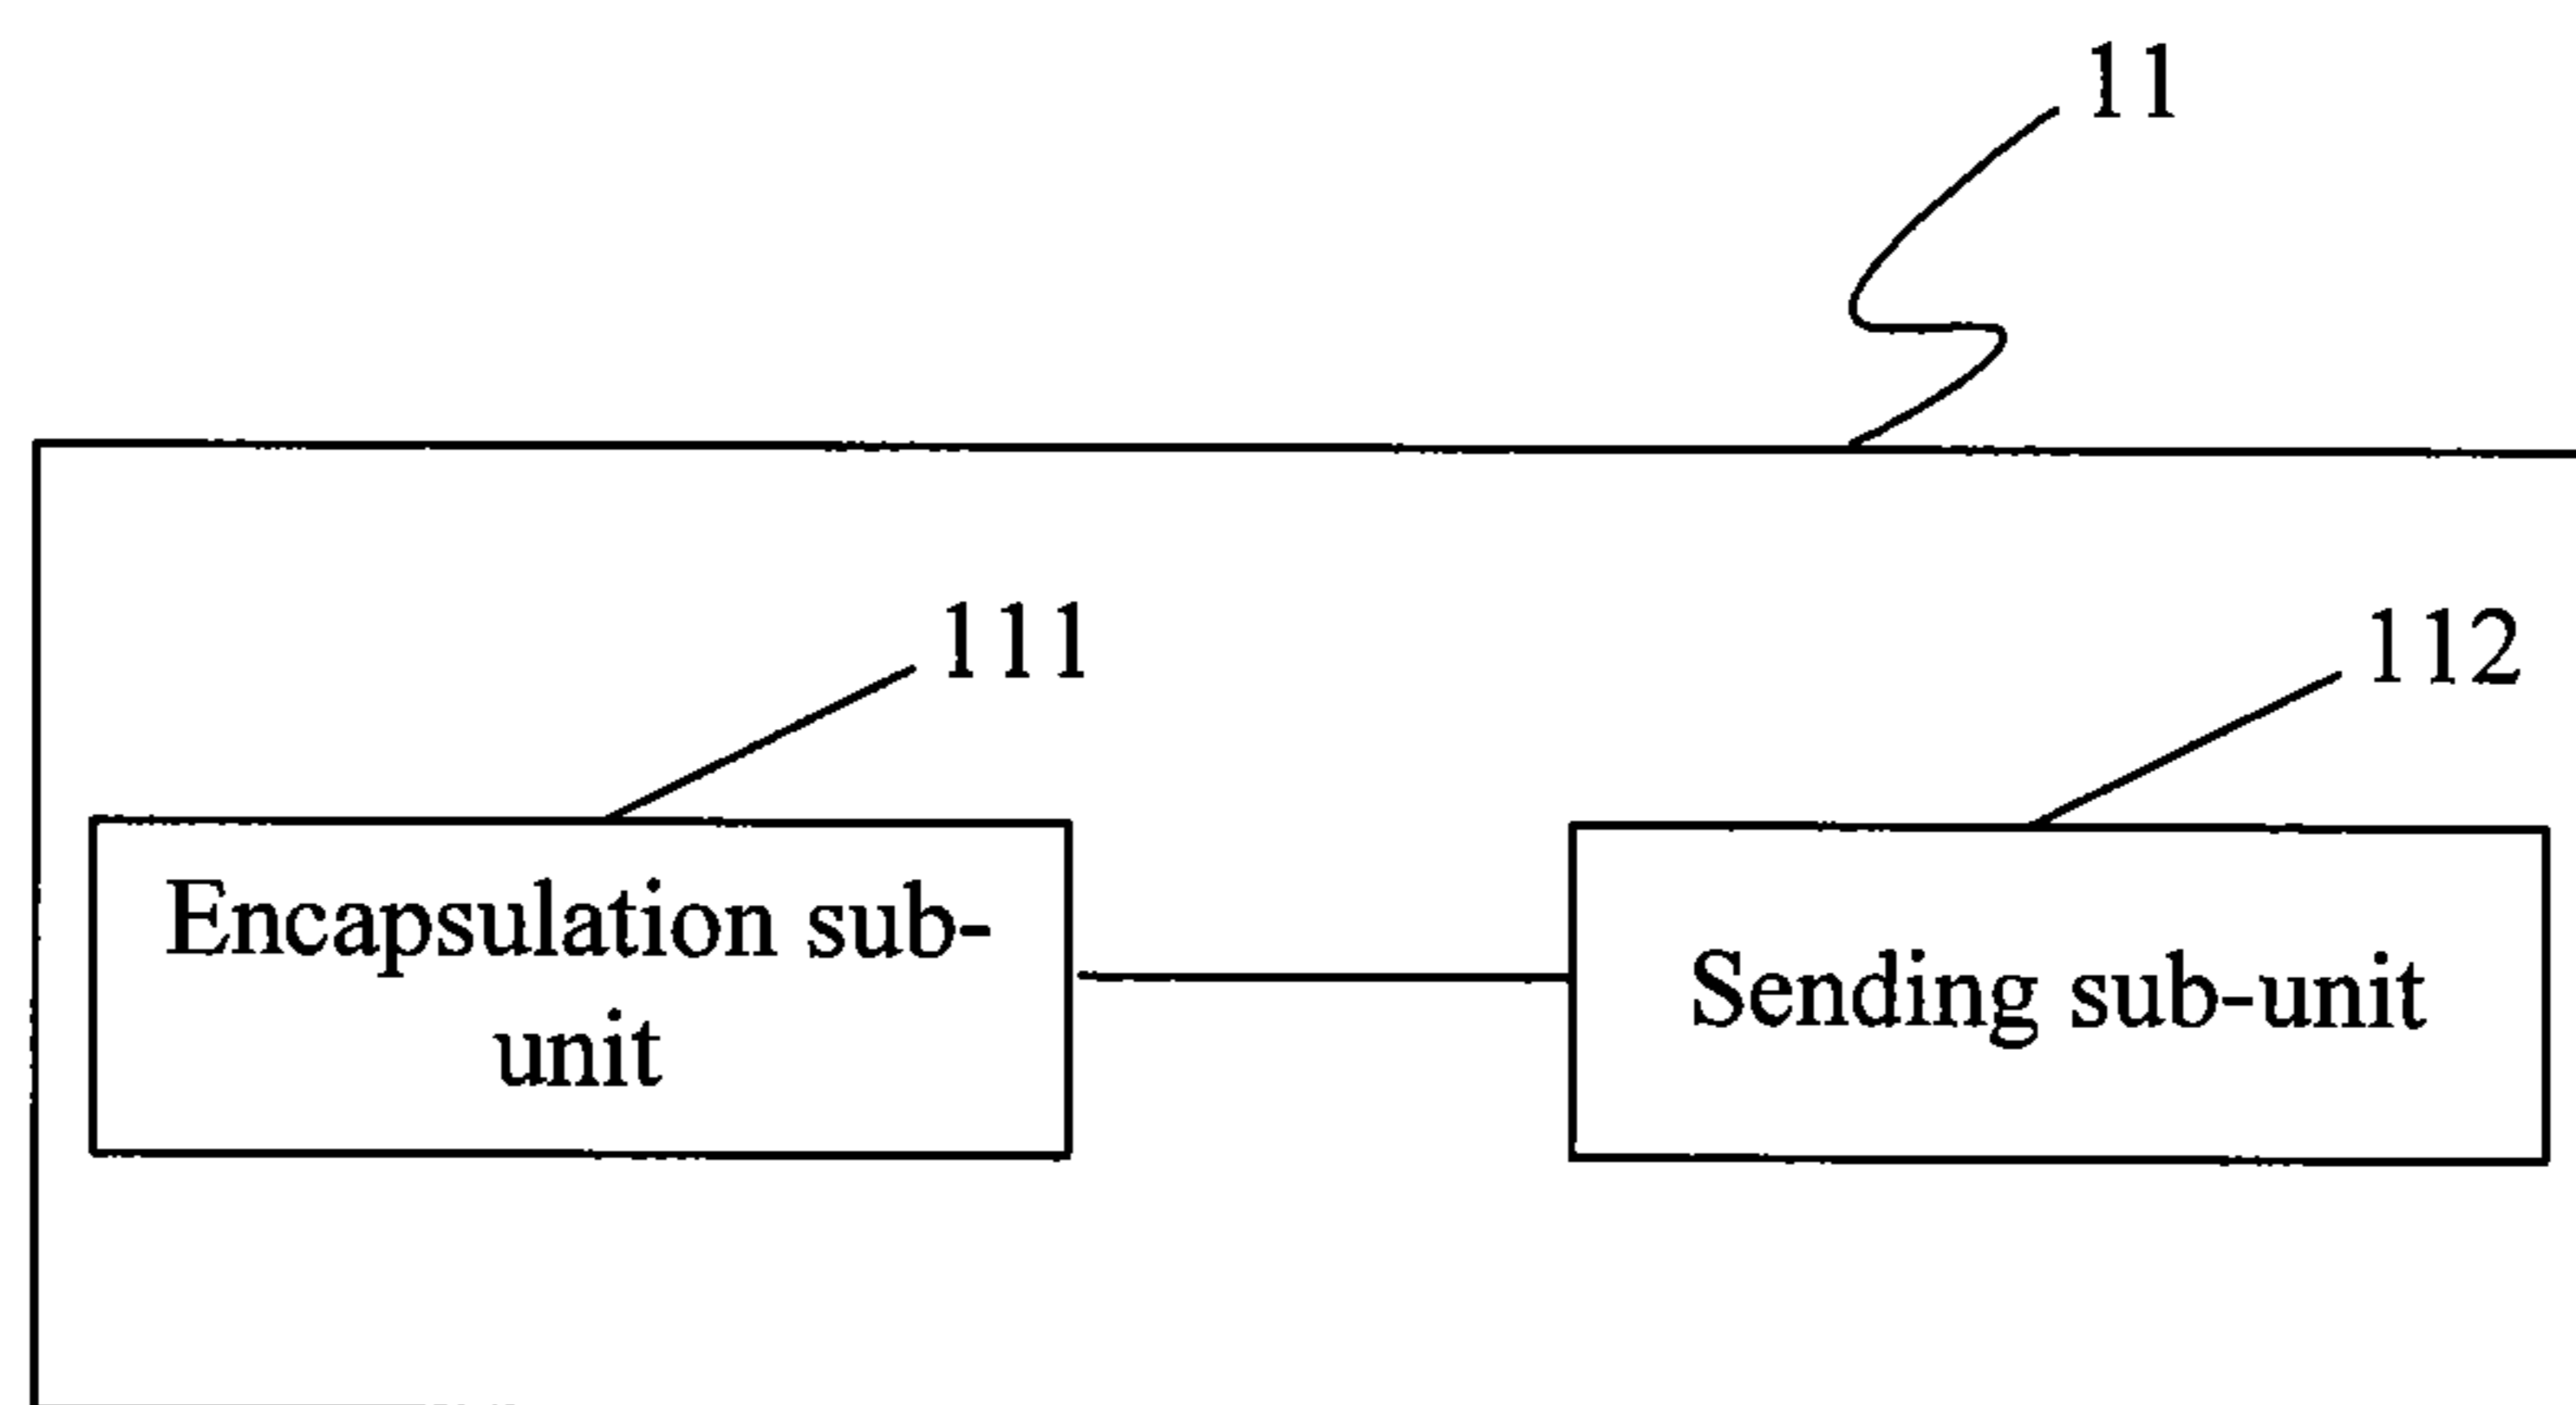 11
111
112
Encapsulation sub-
unit
Sending sub-unit